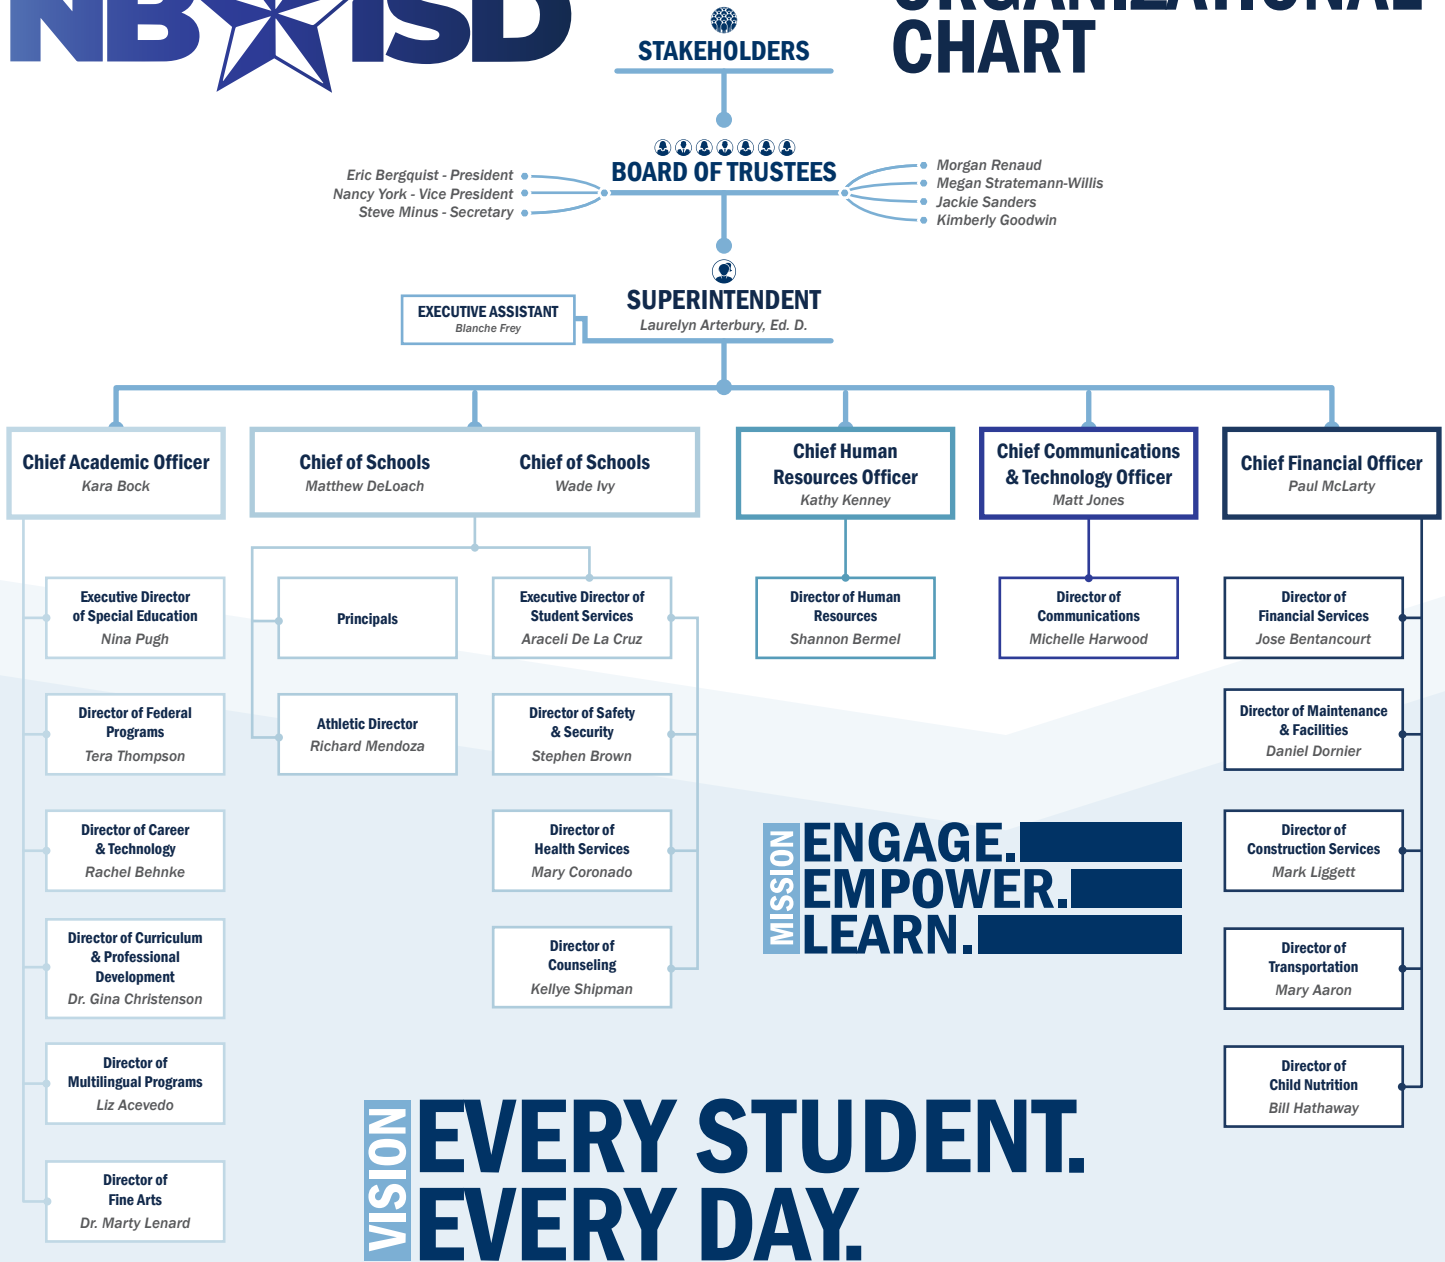 NB ISD
ORGANIZATIONAL
CHART
STAKEHOLDERS
BOARD OF TRUSTEES
Eric Bergquist - President
Nancy York - Vice President
Steve Minus - Secretary
Morgan Renaud
Megan Stratemann-Willis
Jackie Sanders
Kimberly Goodwin
SUPERINTENDENT
Laurelyn Arterbury, Ed. D.
EXECUTIVE ASSISTANT
Blanche Frey
Chief Academic Officer
Kara Bock
Chief of Schools
Matthew DeLoach
Chief of Schools
Wade Ivy
Chief Human
Resources Officer
Kathy Kenney
Chief Communications
& Technology Officer
Matt Jones
Chief Financial Officer
Paul McLarty
Executive Director
of Special Education
Nina Pugh
Director of Federal
Programs
Tera Thompson
Director of Career
& Technology
Rachel Behnke
Director of Curriculum
& Professional
Development
Dr. Gina Christenson
Director of
Multilingual Programs
Liz Acevedo
Director of
Fine Arts
Dr. Marty Lenard
Principals
Athletic Director
Richard Mendoza
Executive Director of
Student Services
Araceli De La Cruz
Director of Safety
& Security
Stephen Brown
Director of
Health Services
Mary Coronado
Director of
Counseling
Kellye Shipman
Director of Human
Resources
Shannon Bermel
Director of
Communications
Michelle Harwood
Director of
Financial Services
Jose Bentancourt
Director of Maintenance
& Facilities
Daniel Dornier
Director of
Construction Services
Mark Liggett
Director of
Transportation
Mary Aaron
Director of
Child Nutrition
Bill Hathaway
MISSION
ENGAGE.
EMPOWER.
LEARN.
VISION
EVERY STUDENT.
EVERY DAY.